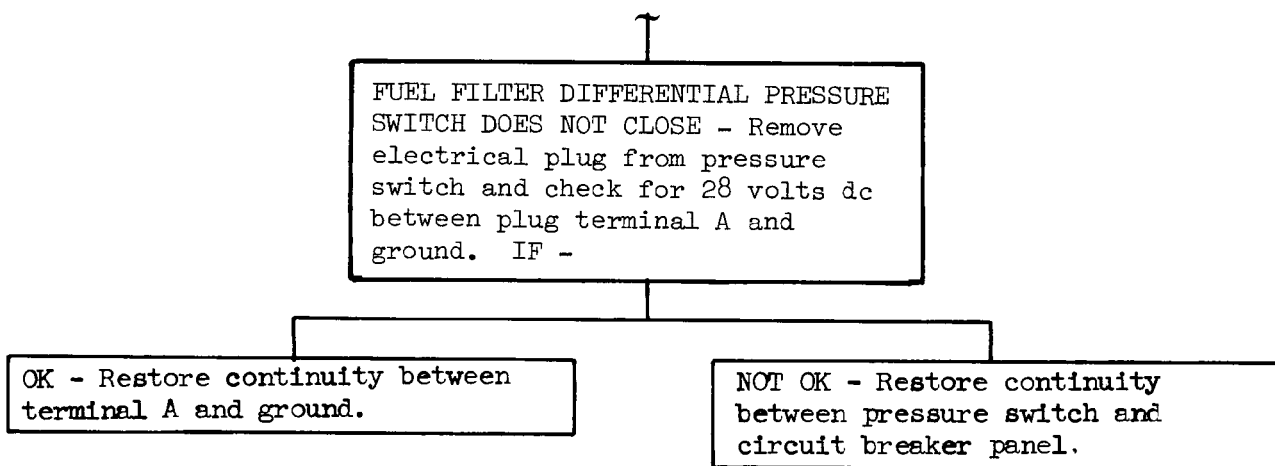 FUEL FILTER DIFFERENTIAL PRESSURE
SWITCH DOES NOT CLOSE - Remove
electrical plug from pressure
switch and check for 28 volts dc
between plug terminal A and
ground. IF -
OK - Restore continuity between
terminal A and ground.
NOT OK - Restore continuity
between pressure switch and
circuit breaker panel.